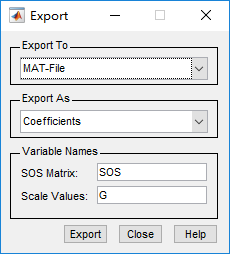 Export
Export To
MAT-File
Export As
Coefficients
Variable Names
SOS Matrix: SOS
Scale Values: G
Export Close Help